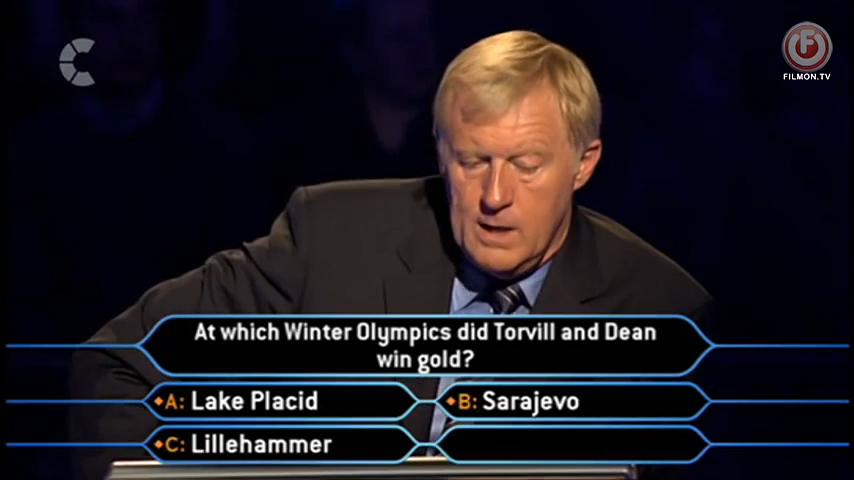 FILMON.TV
At which Winter Olympics did Torvill and Dean
win gold?
A: Lake Placid
B: Sarajevo
C: Lillehammer